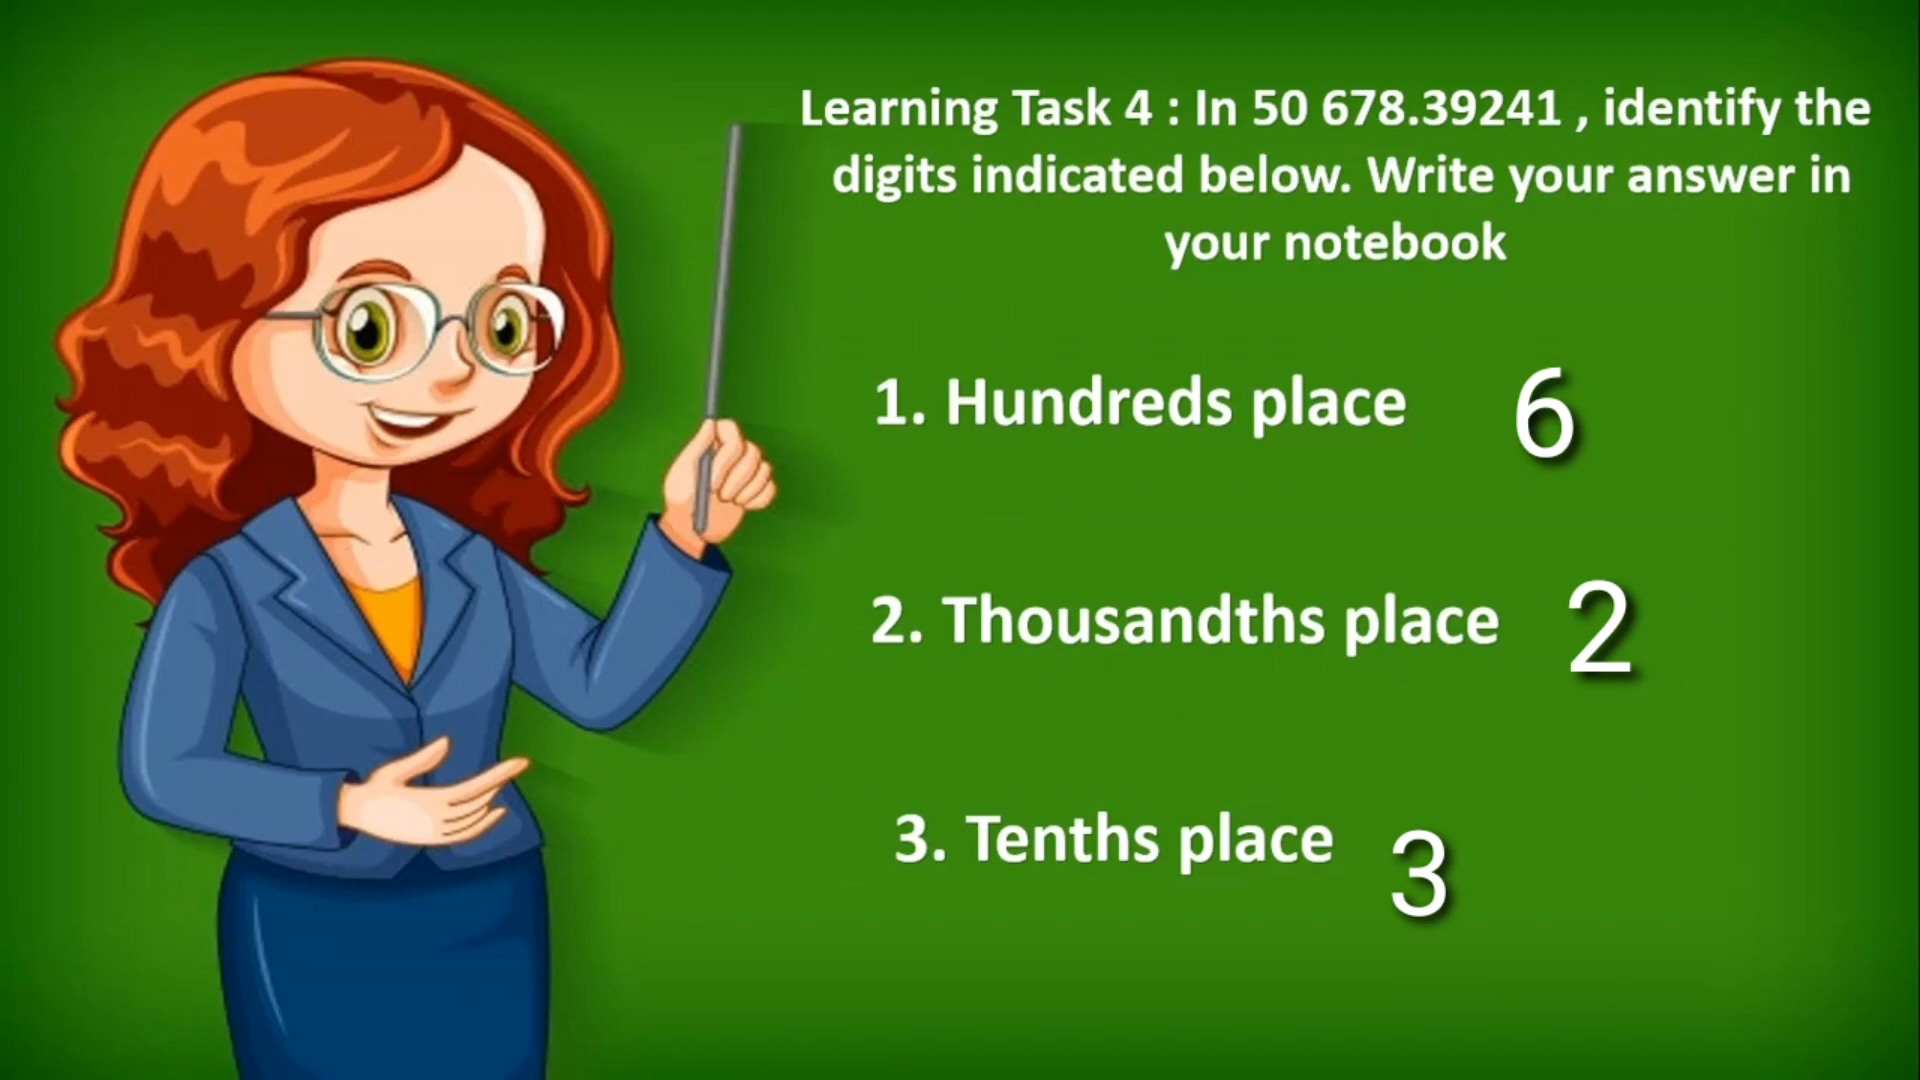 Learning Task 4 : In 50 678.39241 , identify the
digits indicated below. Write your answer in
your notebook
1. Hundreds place 6
2. Thousandths place 2
3. Tenths place 3